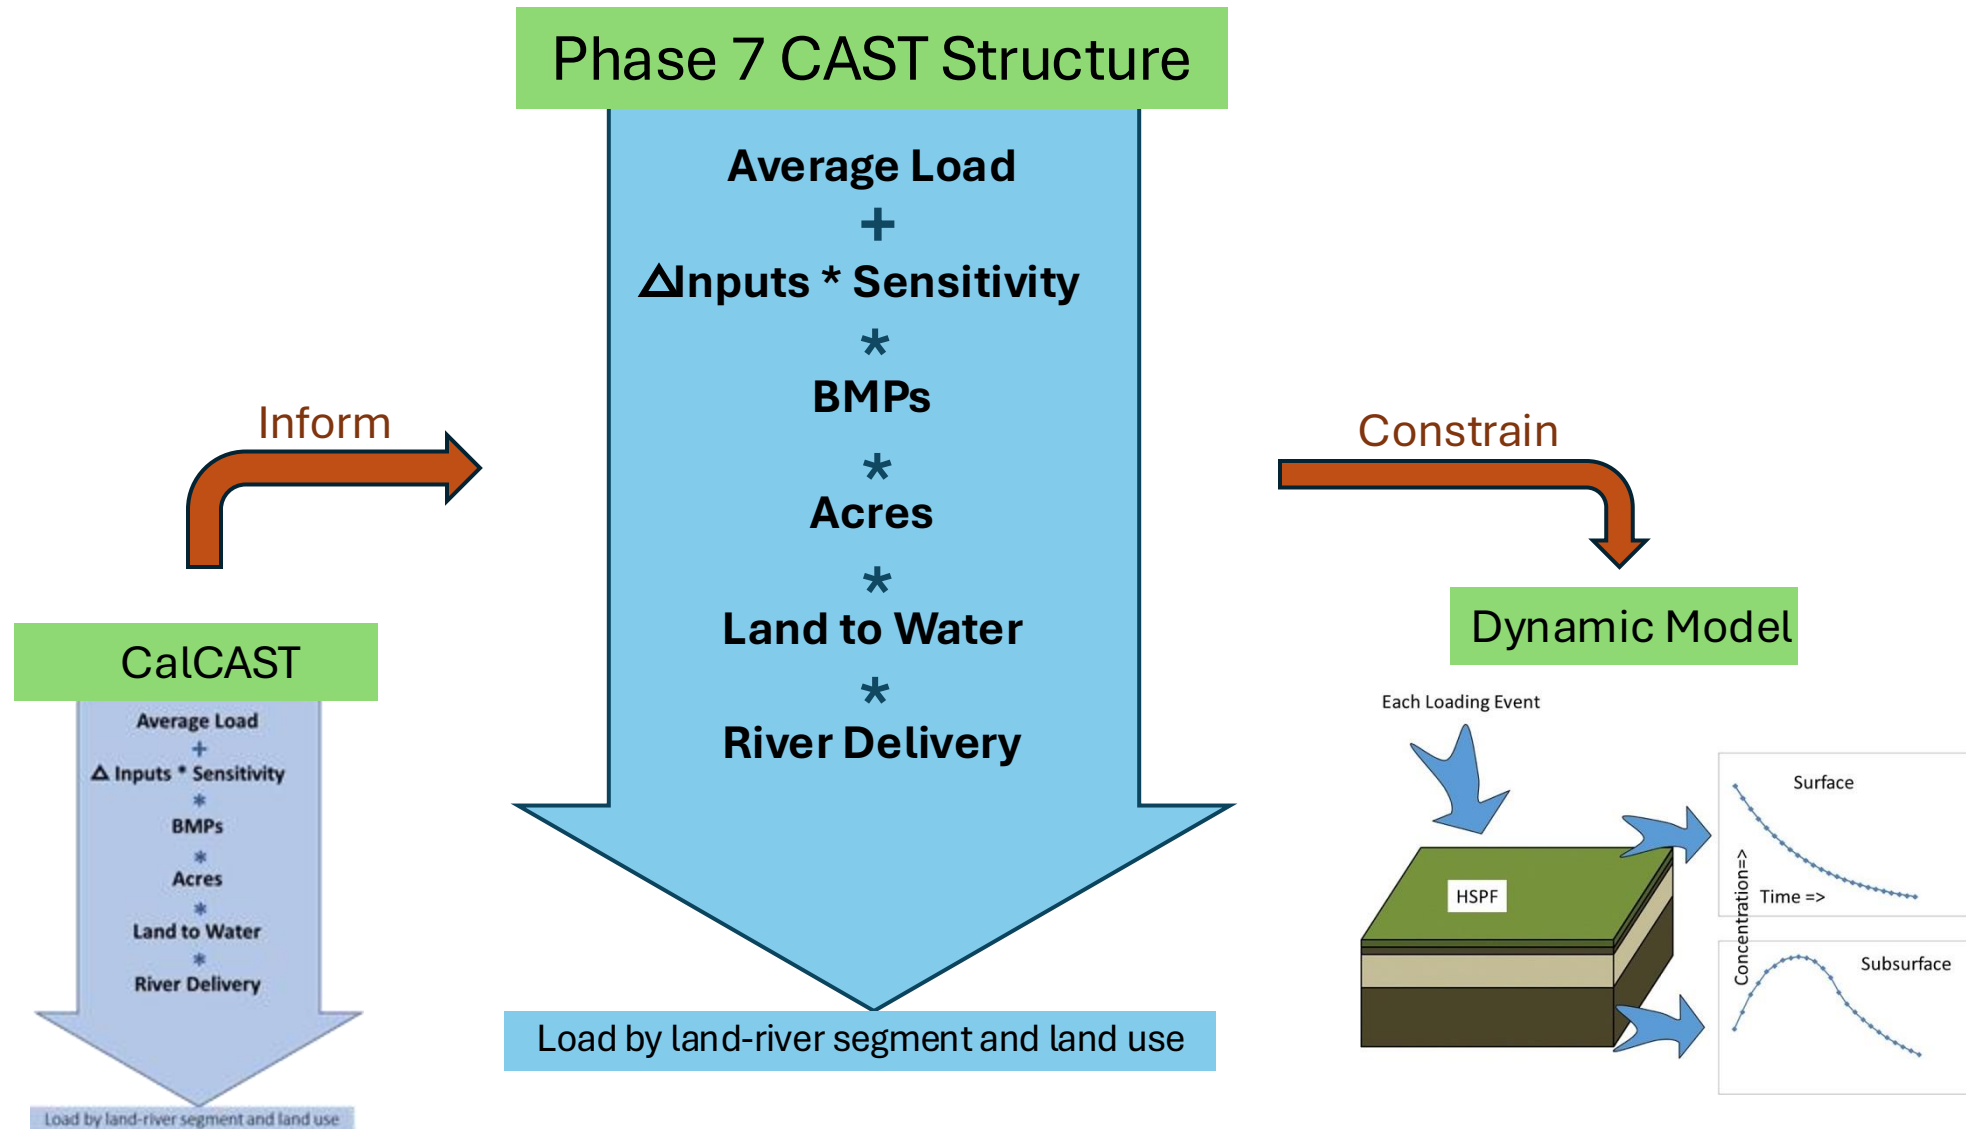 Phase 7 CAST Structure
Average Load
+
ΔInputs * Sensitivity
*
BMPs
*
Acres
*
Land to Water
*
River Delivery
Load by land-river segment and land use
Inform
CalCAST
Average Load
+
Δ Inputs * Sensitivity
*
BMPs
*
Acres
*
Land to Water
*
River Delivery
Load by land-river segment and land use
Constrain
Dynamic Model
Each Loading Event
HSPF
Surface
Concentration=>
Time =>
Subsurface